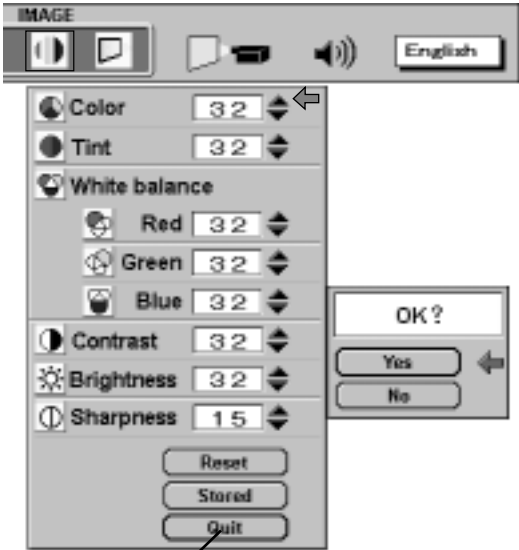 IMAGE
English
Color 32
Tint 32
White balance
Red 32
Green 32
Blue 32
Contrast 32
Brightness 32
Sharpness 15
Reset
Stored
Quit
OK?
Yes
No